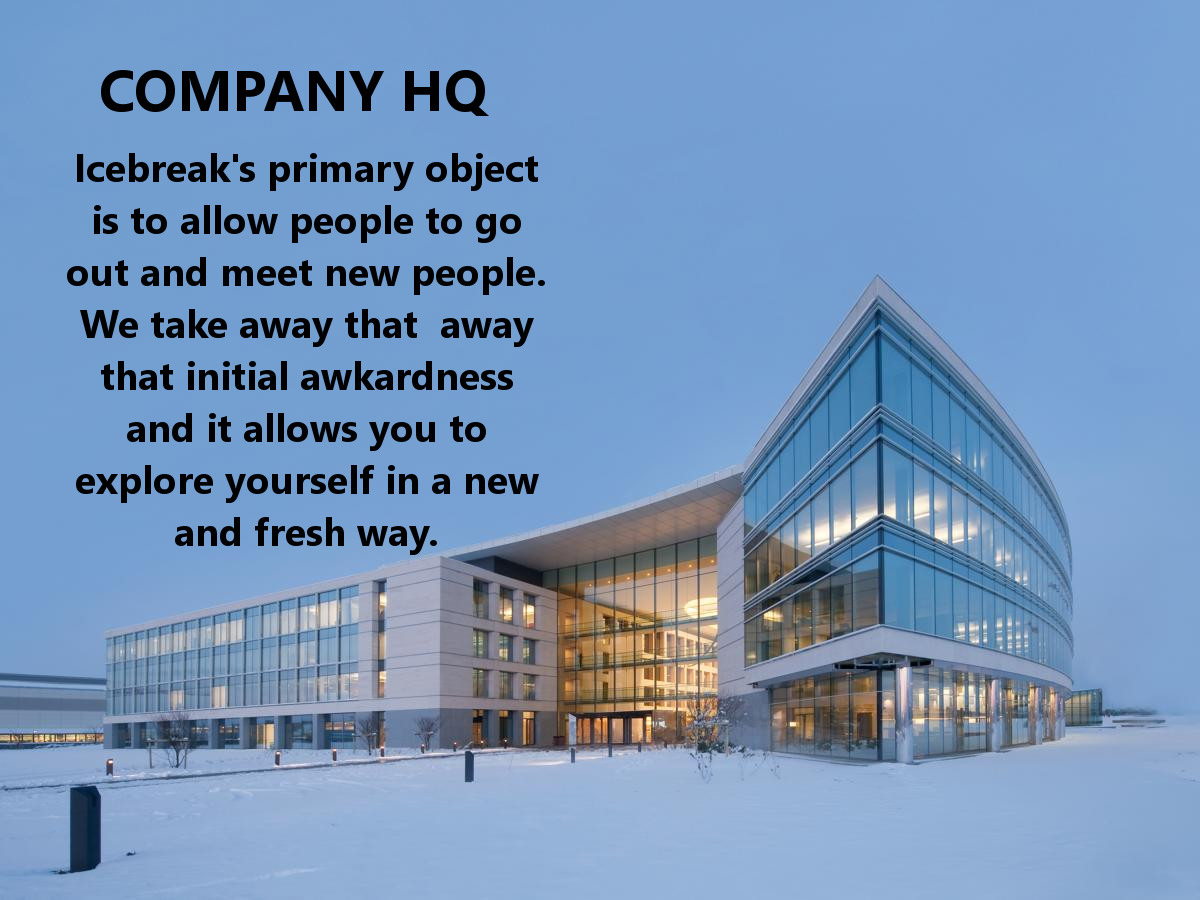 COMPANY HQ
Icebreak's primary object
is to allow people to go
out and meet new people.
We take away that  away
that initial awkardness
and it allows you to
explore yourself in a new
and fresh way.